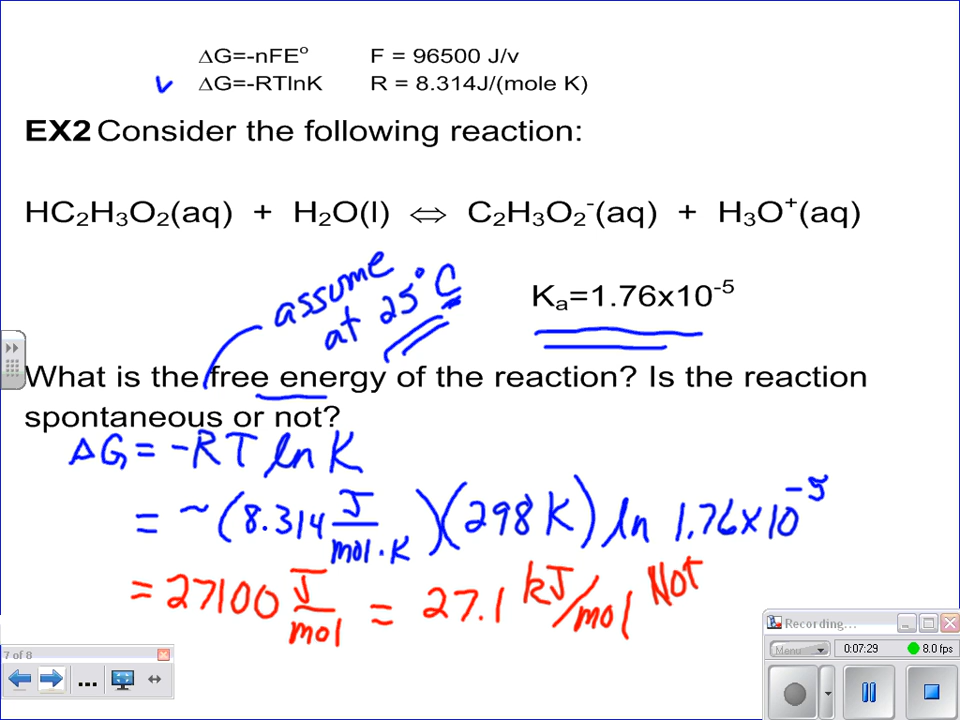 ∆G=-nFE° F = 96500 J/v
∆G=-RTlnK R = 8.314J/(mole K)
EX2 Consider the following reaction:
HC₂H₃O₂(aq) + H₂O(l) ⇔ C₂H₃O₂⁻(aq) + H₃O⁺(aq)
assume
at 25°C
Kₐ=1.76x10⁻⁵
What is the free energy of the reaction? Is the reaction
spontaneous or not?
∆G = -RT ln K
= - (8.314 J/mol·K)(298 K) ln 1.76x10⁻⁵
= 27100 J/mol = 27.1 kJ/mol Not
7 of 8
...
Recording...
Menu 0:07:29 8.0 fps